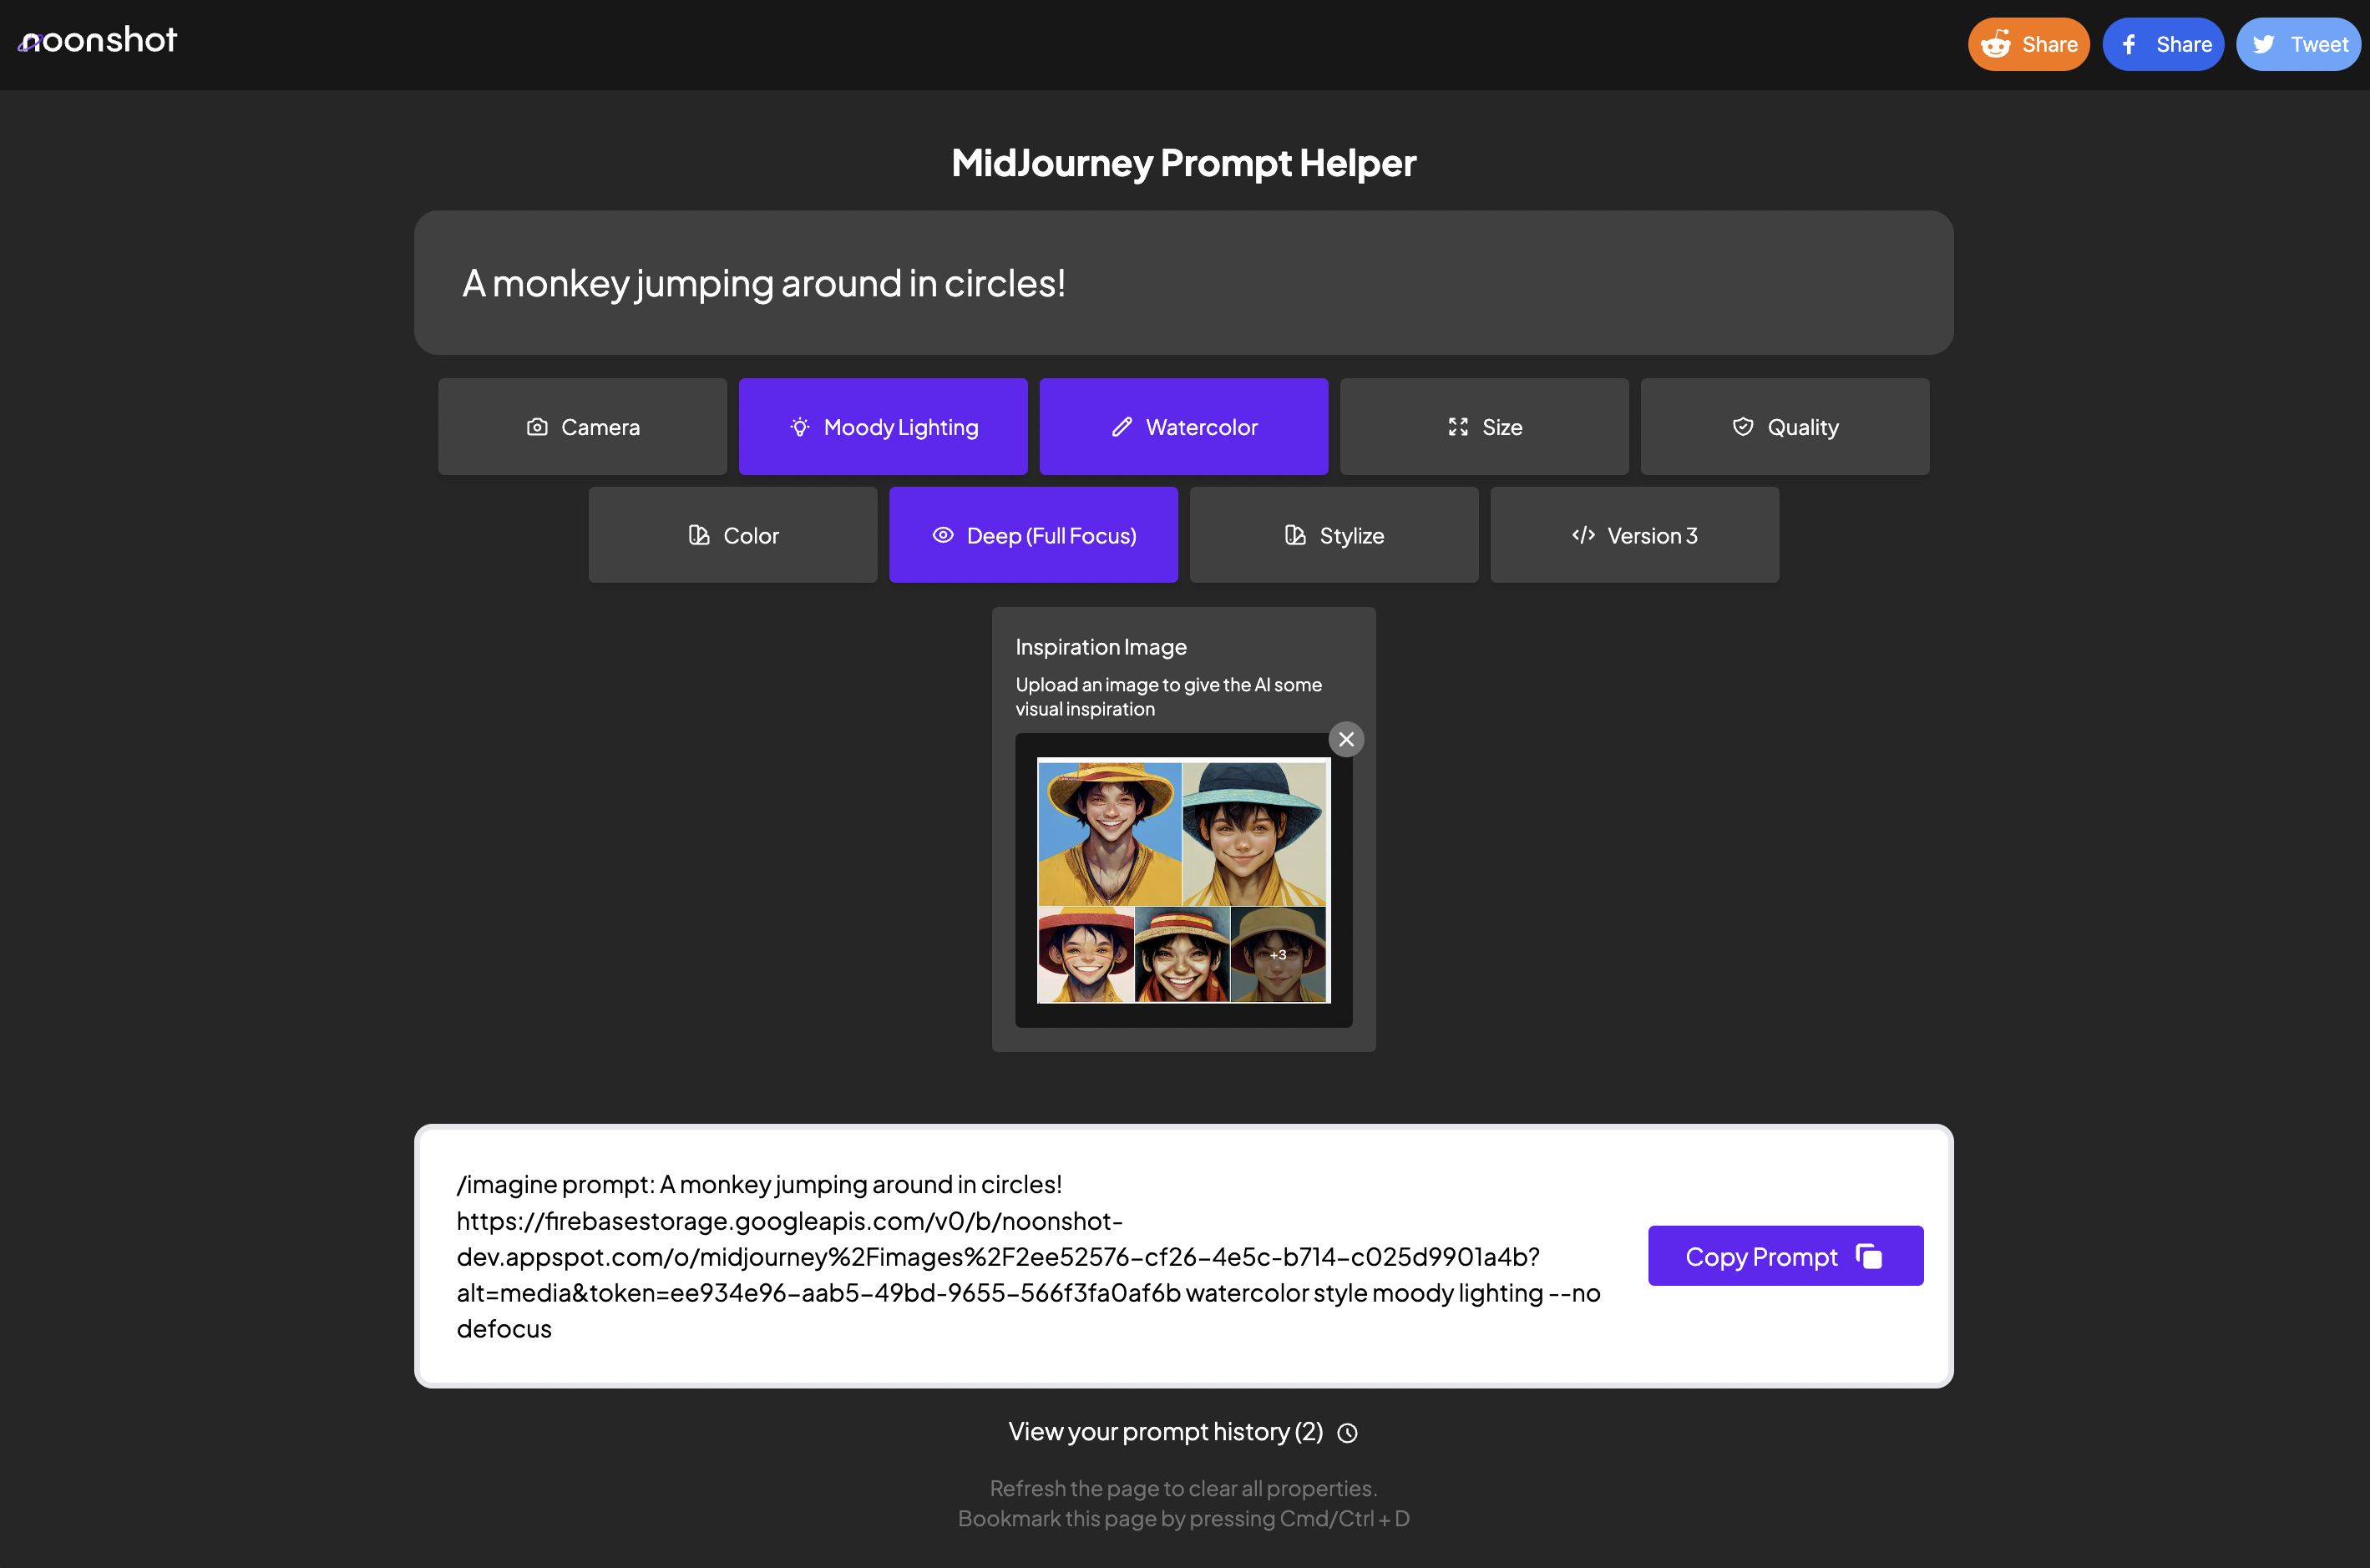 noonshot
Share
Share
Tweet
MidJourney Prompt Helper
A monkey jumping around in circles!
Camera
Moody Lighting
Watercolor
Size
Quality
Color
Deep (Full Focus)
Stylize
Version 3
Inspiration Image
Upload an image to give the AI some
visual inspiration
+3
/imagine prompt: A monkey jumping around in circles!
https://firebasestorage.googleapis.com/v0/b/noonshot-
dev.appspot.com/o/midjourney%2Fimages%2F2ee52576-cf26-4e5c-b714-c025d9901a4b?
alt=media&token=ee934e96-aab5-49bd-9655-566f3fa0af6b watercolor style moody lighting --no
defocus
Copy Prompt
View your prompt history (2)
Refresh the page to clear all properties.
Bookmark this page by pressing Cmd/Ctrl + D